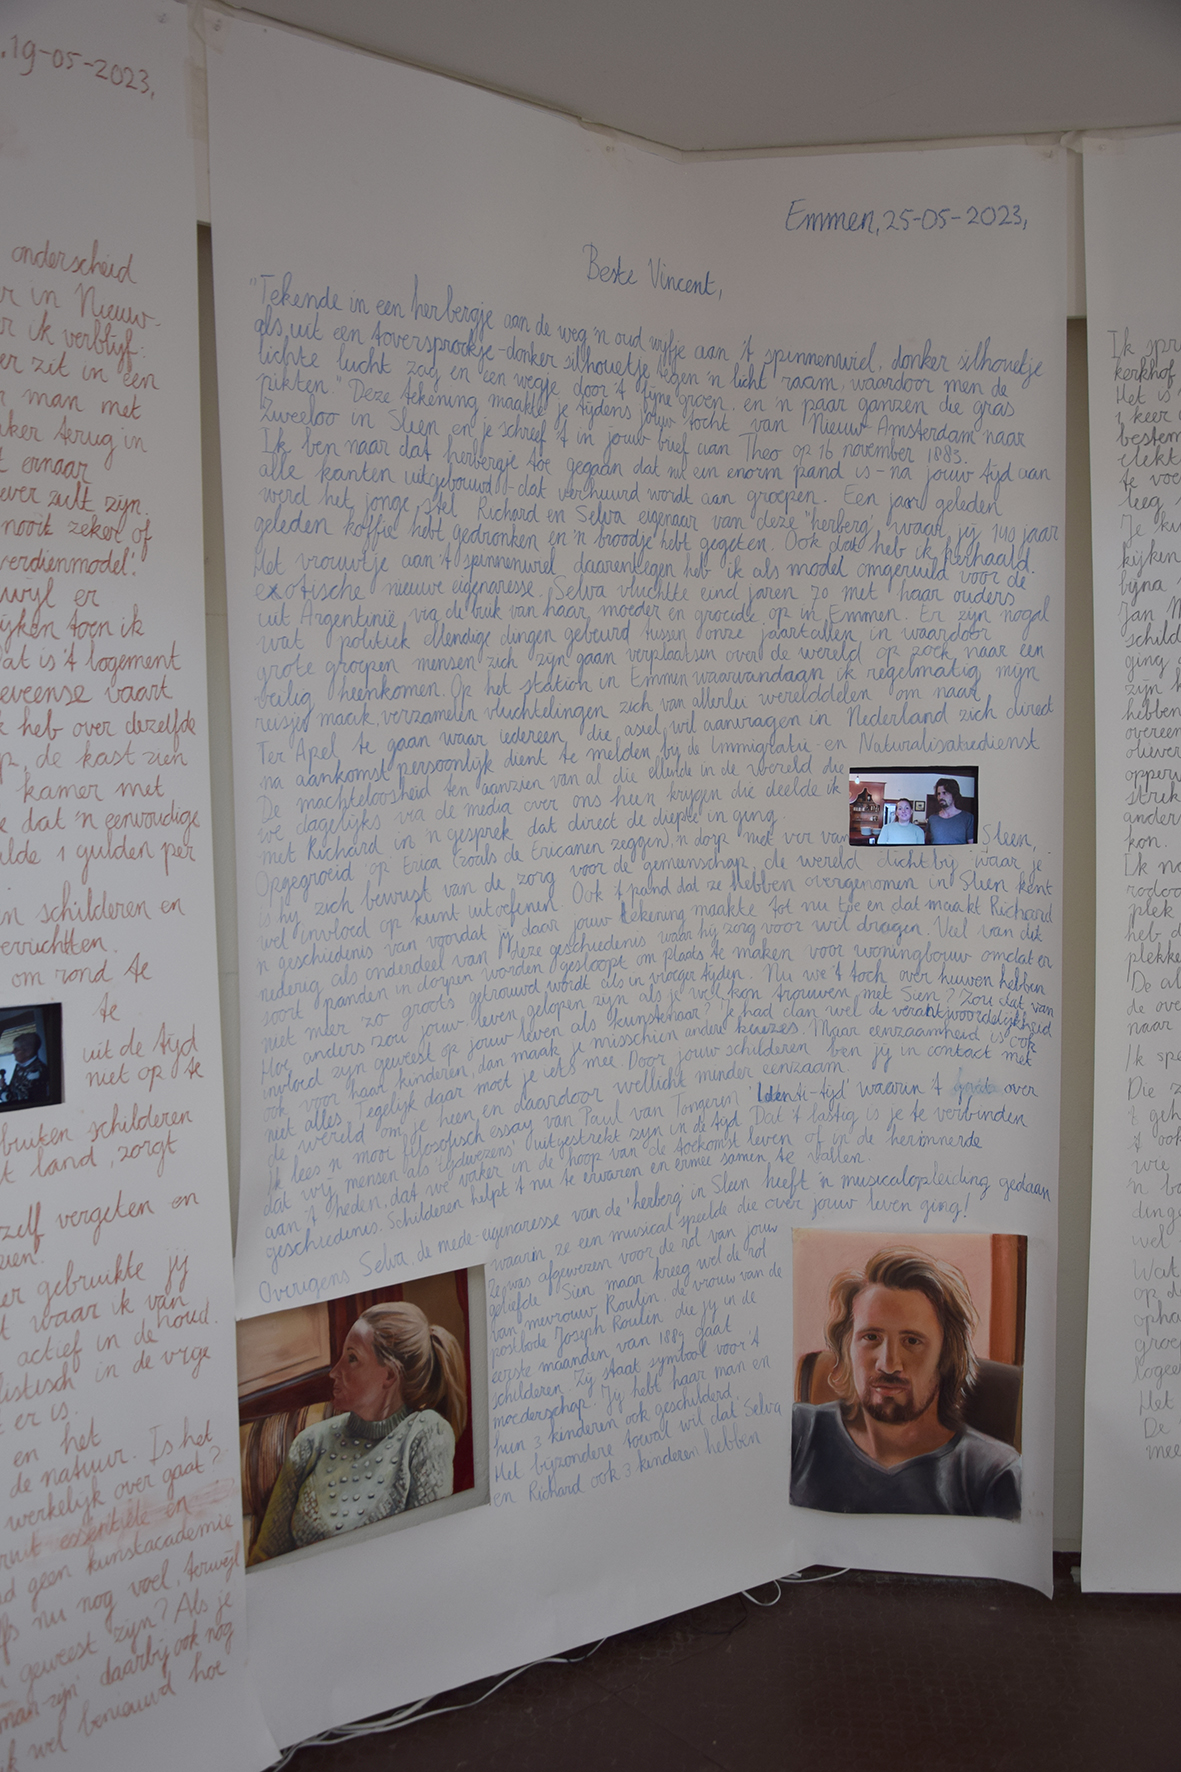 .19-05-2023,
onderscheid
r in Nieuw-
r ik verblijf:
er zit in een
man met
ker terug in
ernaar
ever zult zijn.
nooit zeker of
verdienmodel'.
wijl er
ijken toen ik
at is 't logement
eveense vaart
k heb over dezelfde
p, de kast zien
kamer met
e dat 'n eenvoudige
alde 1 gulden per
in schilderen en
om rond te
te
uit de tijd
niet op te
bruiken schilderen
t land, zorgt
zelf vergeten en
er gebruikte jij
t waar ik van
actief in de houd.
listisch in de vrije
t er is.
en het
de natuur. Is het
werkelijk over gaat?
ruit essentiële en
d geen kunstacademie
fs nu nog voel, terwijl
geweest zijn? Als je
man-zijn' daarbij ook nog
k wel benieuwd hoe
Emmen, 25-05-2023,
Beste Vincent,
"Tekende in een herbergje aan de weg 'n oud wijfje aan 't spinnenwiel, donker silhouetje
als uit een toversprookje - donker silhouetje tegen 'n licht raam, waardoor men de
lichte lucht zag en een wegje door 't fijne groen, en 'n paar ganzen die gras
pikten." Deze tekening maakte je tijdens jouw tocht van Nieuw-Amsterdam naar
Zweeloo in Sleen en je schreef 't in jouw brief aan Theo op 16 november 1883.
Ik ben naar dat herbergje toe gegaan dat nu een enorm pand is - na jouw tijd aan
alle kanten uitgebouwd - dat verhuurd wordt aan groepen. Een jaar geleden
werd het jonge stel Richard en Selva eigenaar van deze "herberg", waar jij 140 jaar
geleden koffie hebt gedronken en 'n broodje hebt gegeten. Ook dat heb ik herhaald.
Het vrouwtje aan 't spinnenwiel daarentegen heb ik als model omgeruild voor de
exotische nieuwe eigenaresse. Selva vluchtte eind jaren 70 met haar ouders
uit Argentinië via de buik van haar moeder en groeide op in Emmen. Er zijn nogal
wat politiek ellendige dingen gebeurd tussen onze jaartallen in waardoor
grote groepen mensen zich zijn gaan verplaatsen over de wereld op zoek naar een
veilig heenkomen. Op het station in Emmen waarvandaan ik regelmatig mijn
reisjes maak, verzamelen vluchtelingen zich van allerlei werelddelen om naar
Ter Apel te gaan waar iedereen die asiel wil aanvragen in Nederland zich direct
na aankomst persoonlijk dient te melden bij de Immigratie- en Naturalisatiedienst
De machteloosheid ten aanzien van al die ellende in de wereld die
we dagelijks via de media over ons heen krijgen die deelde ik
met Richard in 'n gesprek dat direct de diepte in ging.
Opgegroeid 'op' Erica (zoals de Ericanen zeggen), 'n dorp niet ver van Sleen,
is hij zich bewust van de zorg voor de gemeenschap, de wereld dichtbij waar je
wel invloed op kunt uitoefenen. Ook 't pand dat ze hebben overgenomen in Sleen kent
'n geschiedenis van voordat jij daar jouw tekening maakte tot nu toe en dat maakt Richard
nederig als onderdeel van deze geschiedenis waar hij zorg voor wil dragen. Veel van dit
soort panden in dorpen worden gesloopt om plaats te maken voor woningbouw omdat er
niet meer zo groots getrouwd wordt als in vroeger tijden. Nu we 't toch over huwen hebben
Hoe anders zou jouw leven gelopen zijn als je wel kon trouwen met Sien? Zou dat van
invloed zijn geweest op jouw leven als kunstenaar? Je had dan wel de verantwoordelijkheid
ook voor haar kinderen, dan maak je misschien andere keuzes. Maar eenzaamheid is ook
niet alles. Tegelijk daar moet je iets mee. Door jouw schilderen ben jij in contact met
de wereld om je heen, en daardoor wellicht minder eenzaam.
Ik lees 'n mooi filosofisch essay van Paul van Tongeren 'Identi-tijd' waarin 't gaat over
dat wij mensen als 'tijdwezens' uitgestrekt zijn in de tijd. Dat 't lastig is je te verbinden
aan 't heden, dat we vaker in de hoop van de toekomst leven of in de herinnerde
geschiedenis. Schilderen helpt 't nu te ervaren en ermee samen te vallen.
Overigens Selva, de mede-eigenaresse van de 'herberg' in Sleen heeft 'n musicalopleiding gedaan
waarin ze een musical speelde die over jouw leven ging!
Ze was afgewezen voor de rol van jouw
geliefde Sien maar kreeg wel de rol
van mevrouw Roulin, de vrouw van de
postbode Joseph Roulin die jij in de
eerste maanden van 1889 gaat
schilderen. Zij staat symbool voor 't
moederschap. Jij hebt haar man en
hun 3 kinderen ook geschilderd.
Het bijzondere toeval wil dat Selva
en Richard ook 3 kinderen hebben
Ik spr
kerkhof
Het is
1 keer
bestem
elekt
te voe
leeg
Je ku
kijken
bijna
Jan
schild
ging
zijn
hebben
overeen
oliever
opper
strek
ander
kon.
Ik
rodo
plek
heb d
plekke
De al
de ove
naar
Ik spe
Die z
t geh
t ook
wie
'n b
dinge
wel
Wat
op de
opha
groep
logee
Het
De
mee